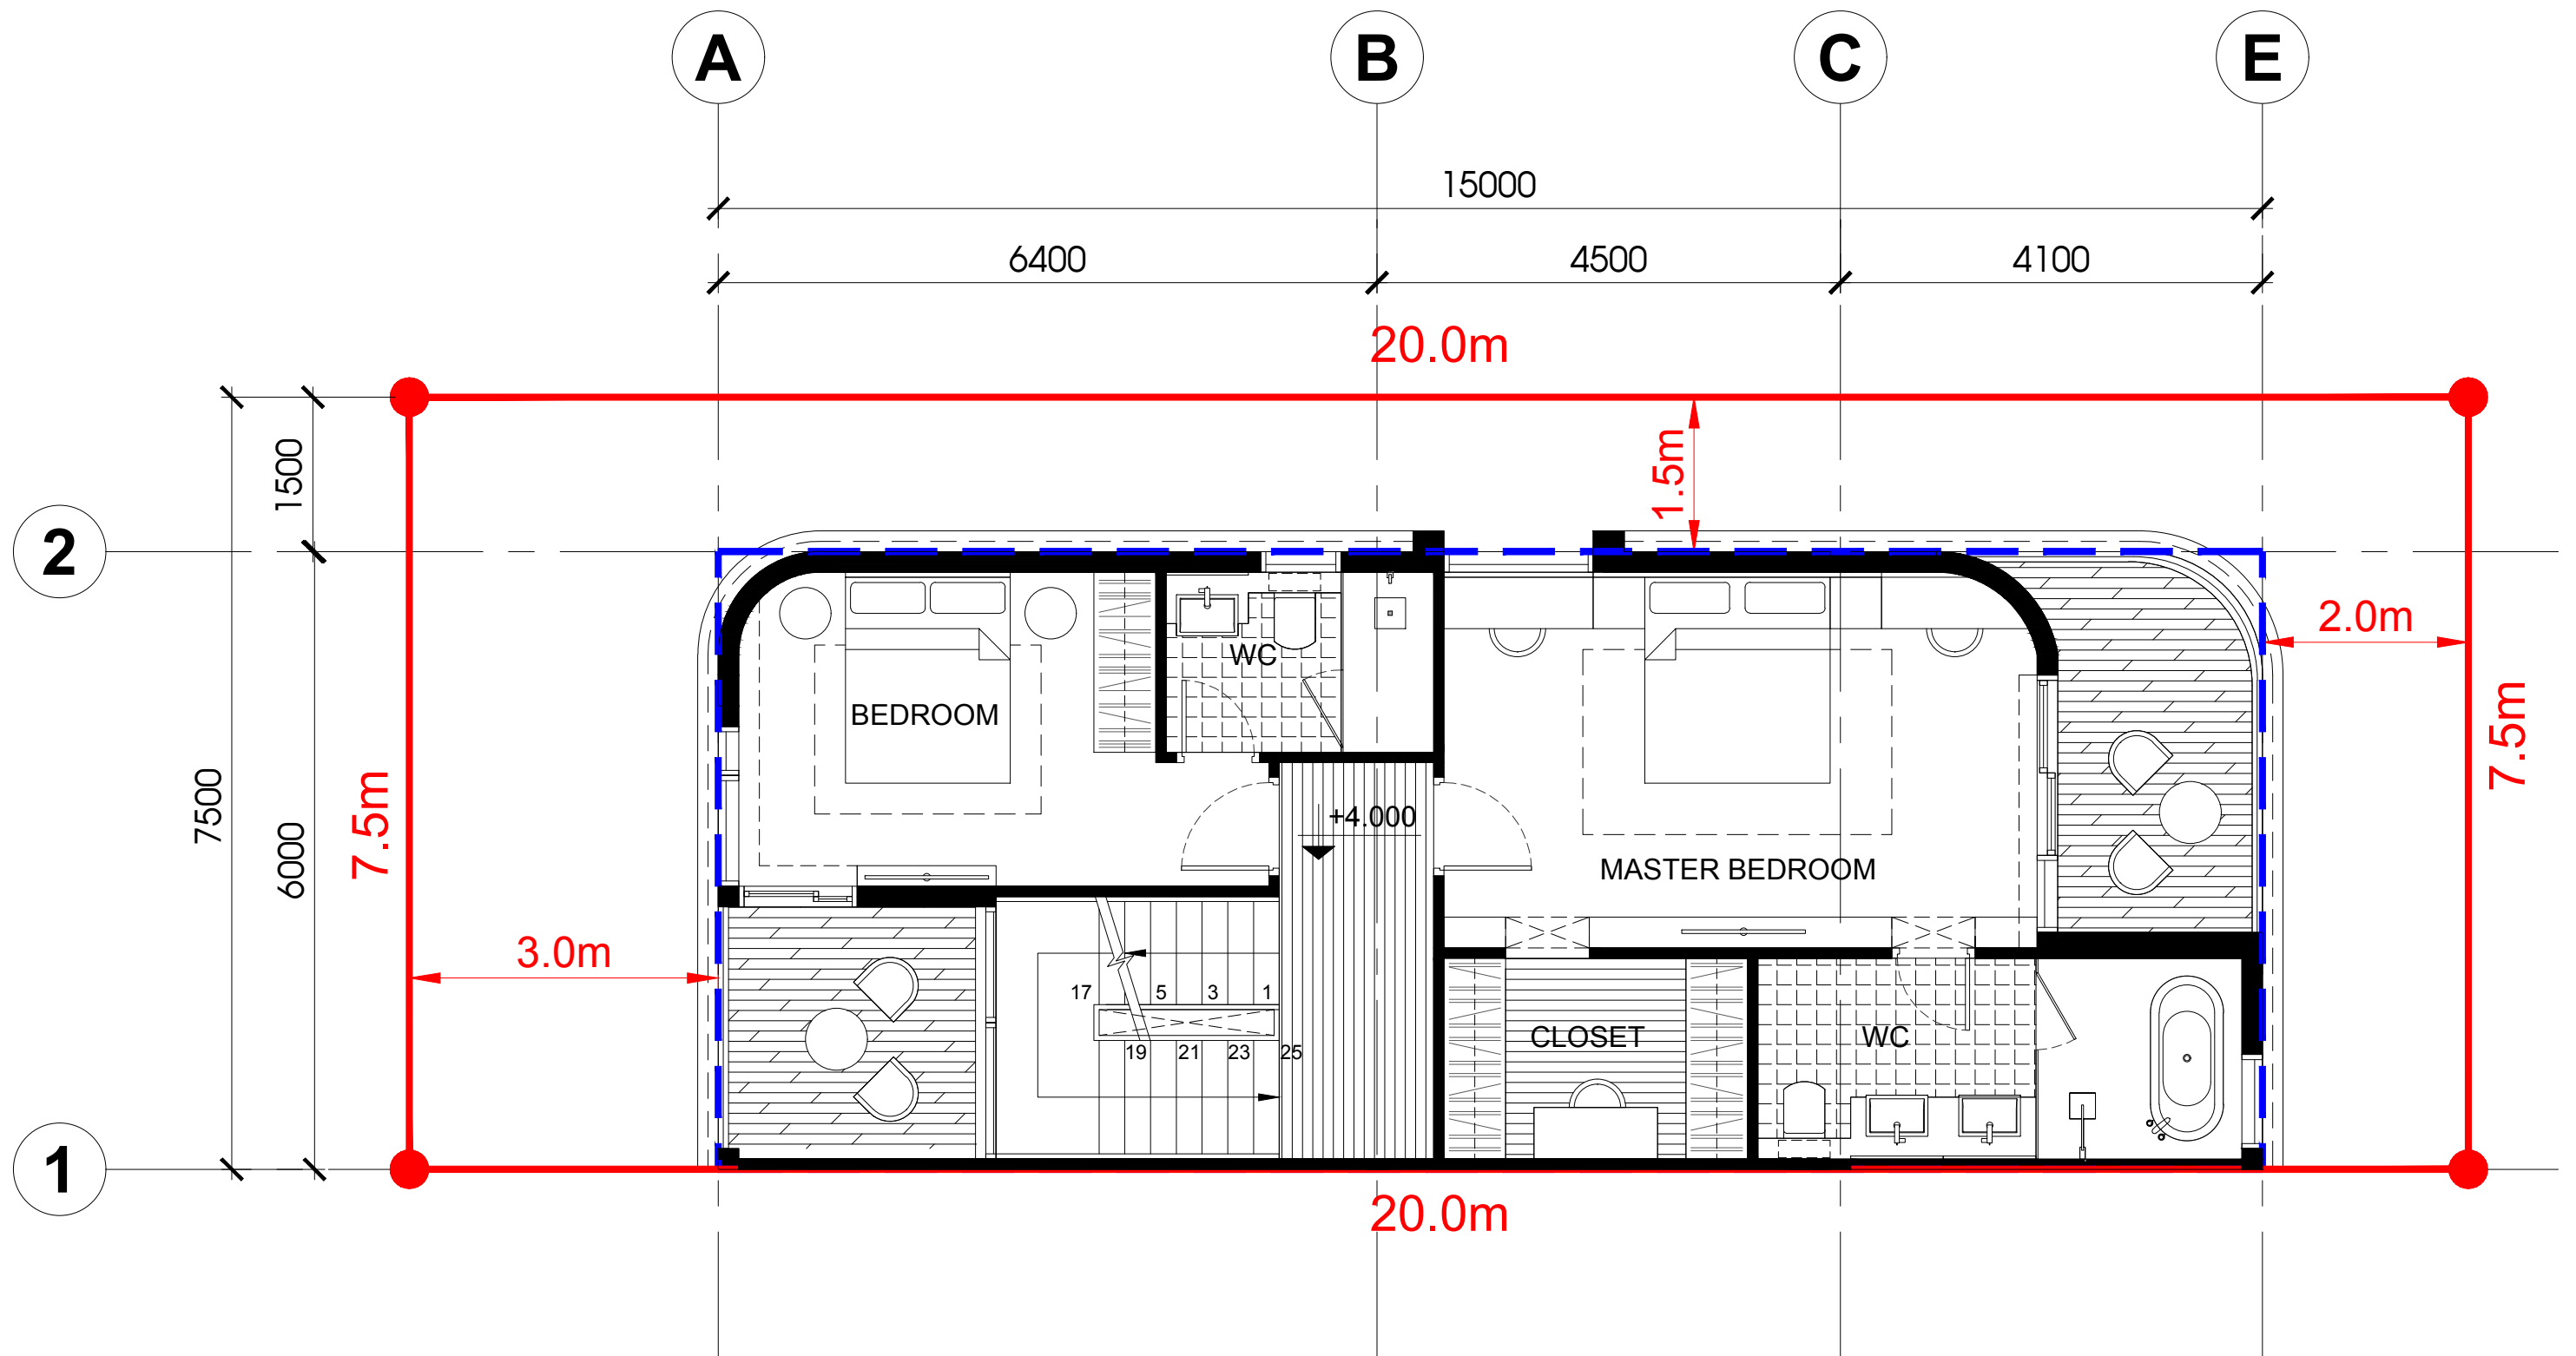 A
B
C
E
15000
6400
4500
4100
20.0m
1500
1.5m
2
2.0m
WC
BEDROOM
7.5m
7500
7.5m
6000
+4.000
MASTER BEDROOM
3.0m
17
5
3
1
CLOSET
WC
19
21
23
25
1
20.0m